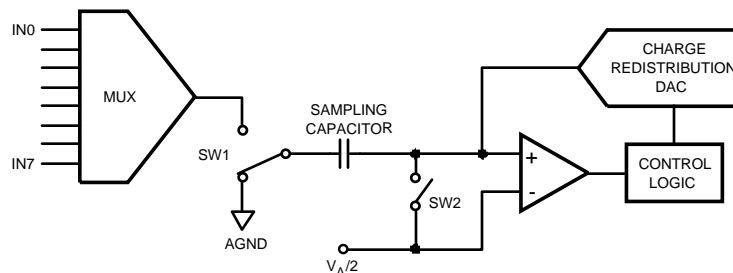 IN0
MUX
IN7
SW1
AGND
SAMPLING
CAPACITOR
SW2
V_A/2
+
-
CHARGE
REDISTRIBUTION
DAC
CONTROL
LOGIC